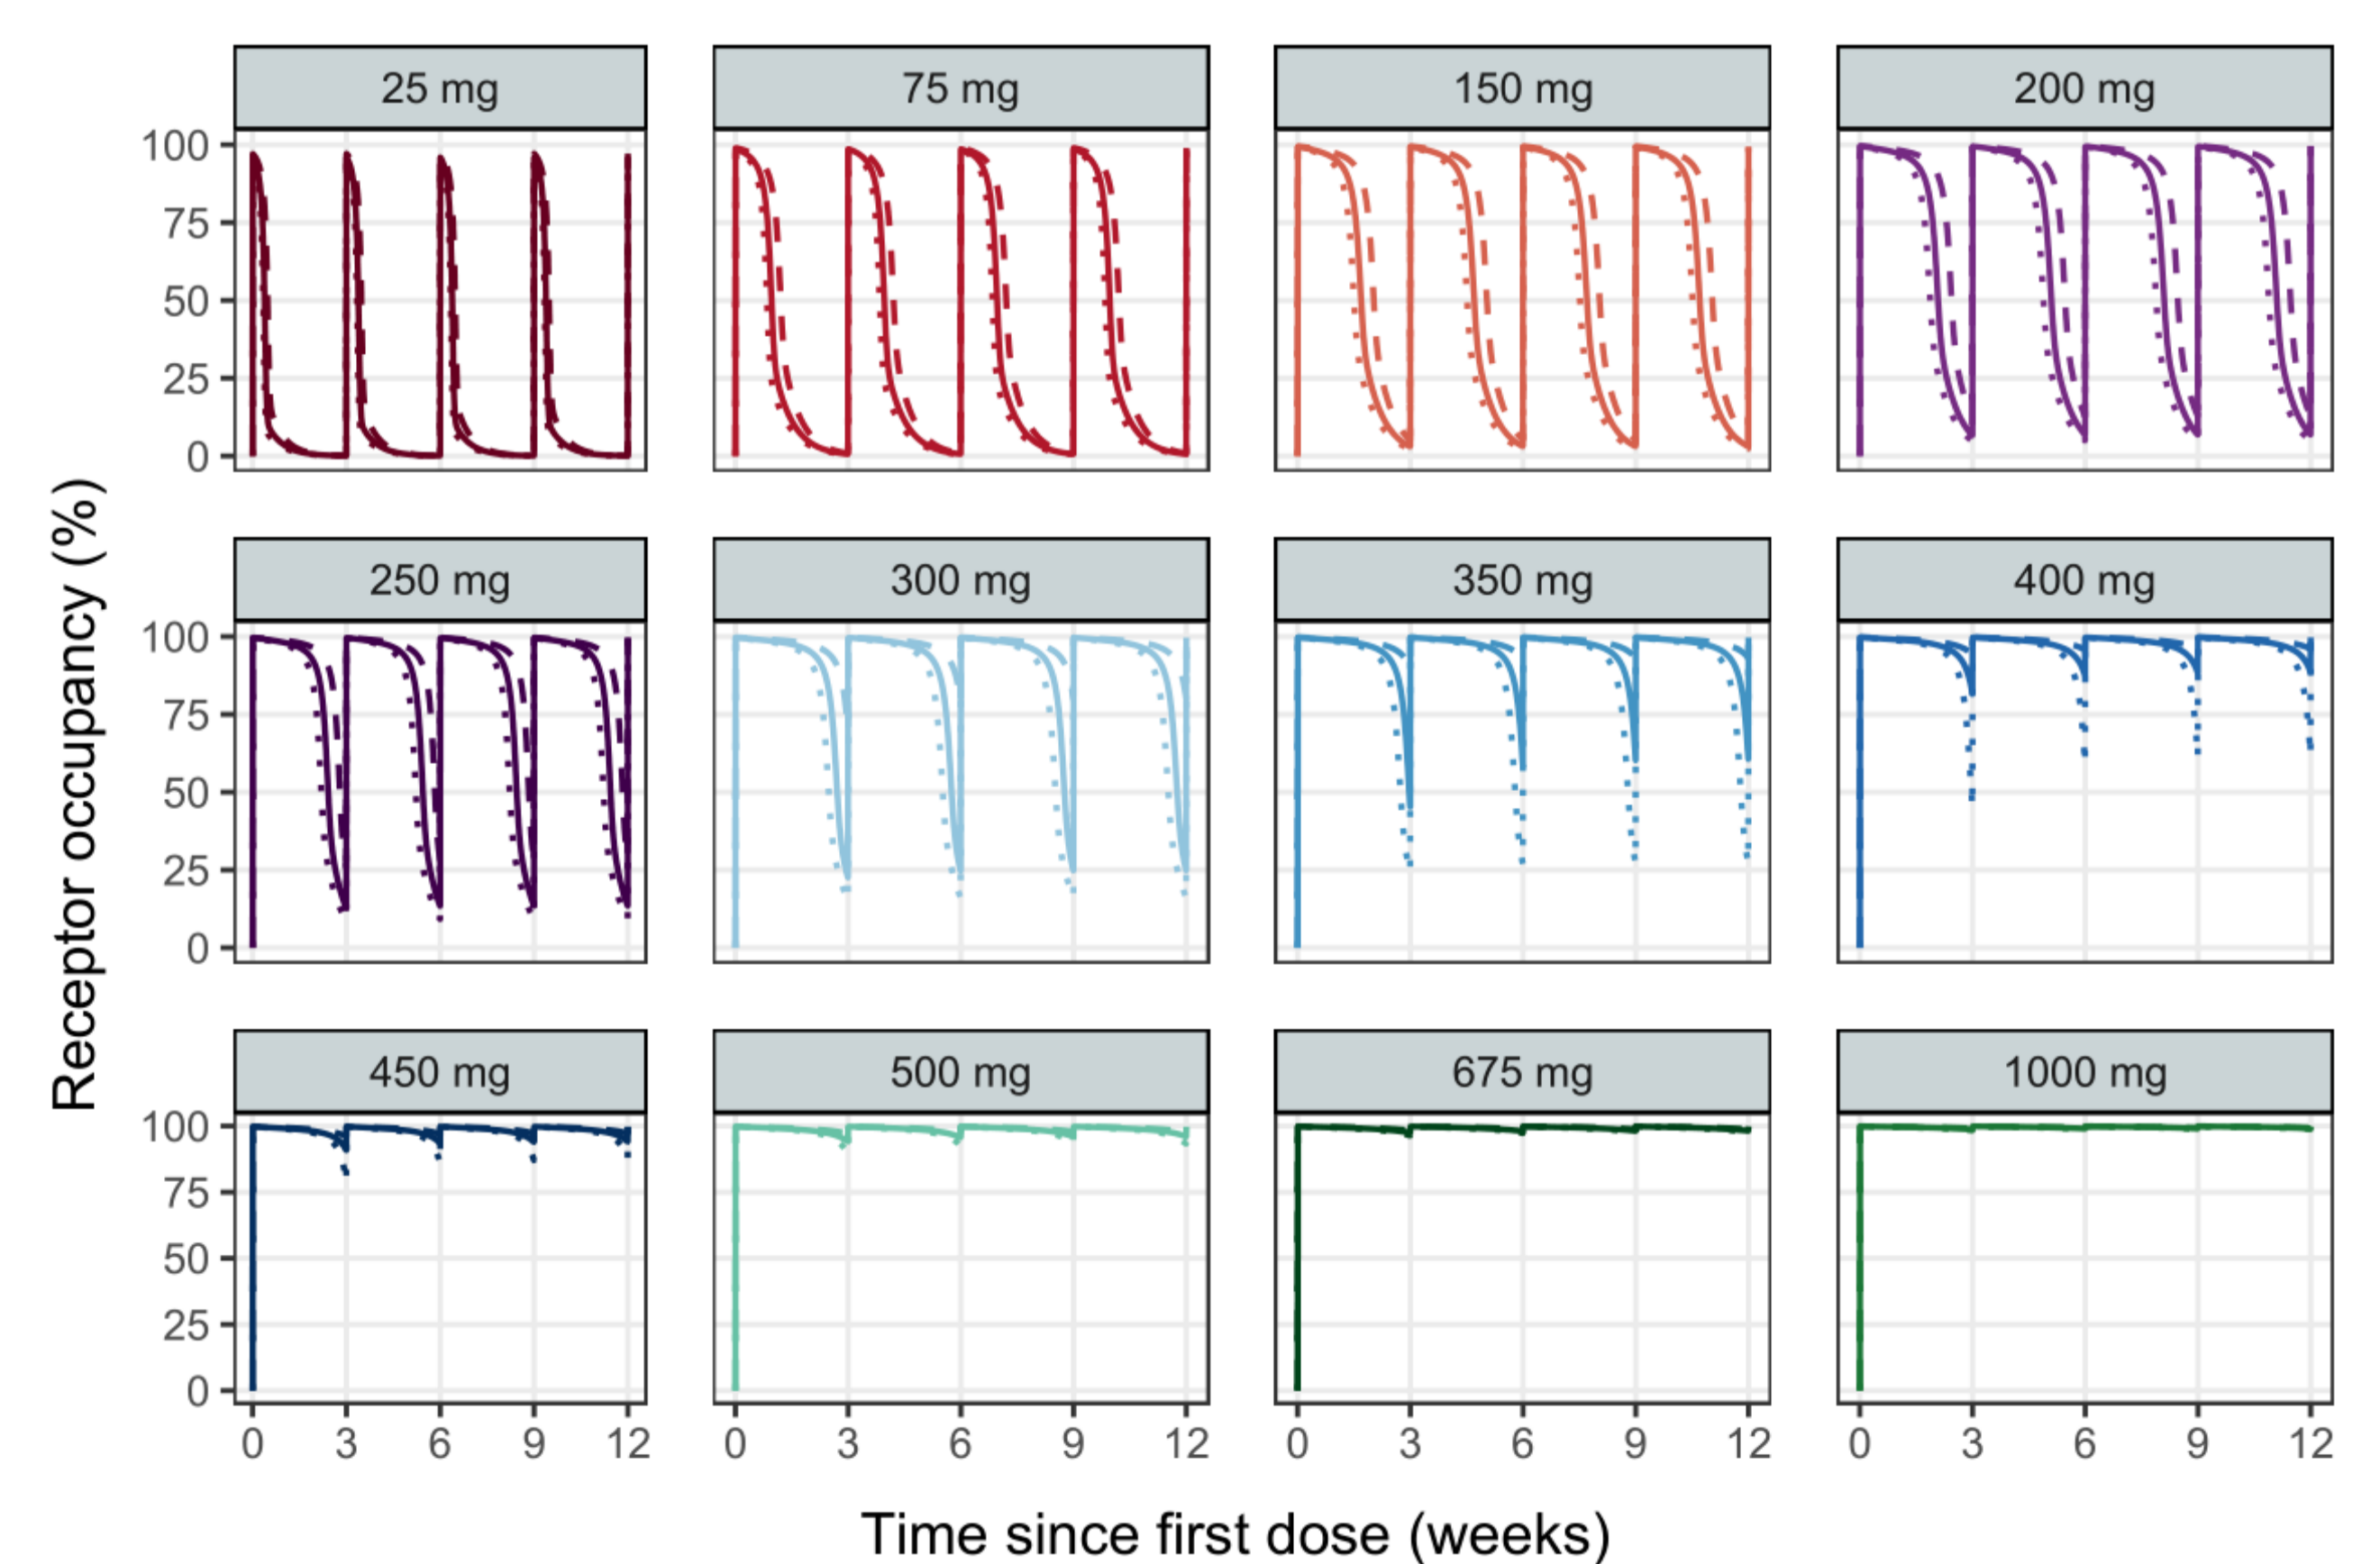 25 mg
75 mg
150 mg
200 mg
100
75
50
25
0
250 mg
300 mg
350 mg
400 mg
100
75
50
25
0
Receptor occupancy (%)
450 mg
500 mg
675 mg
1000 mg
100
75
50
25
0
0 3 6 9 12
0 3 6 9 12
0 3 6 9 12
0 3 6 9 12
Time since first dose (weeks)